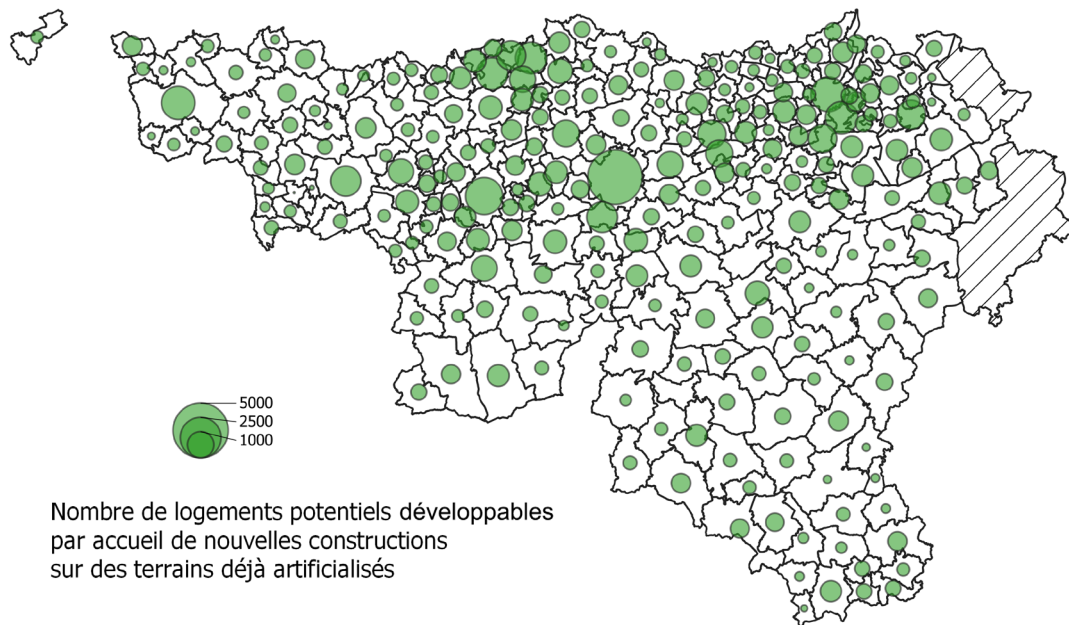 5000
2500
1000
Nombre de logements potentiels développables
par accueil de nouvelles constructions
sur des terrains déjà artificialisés